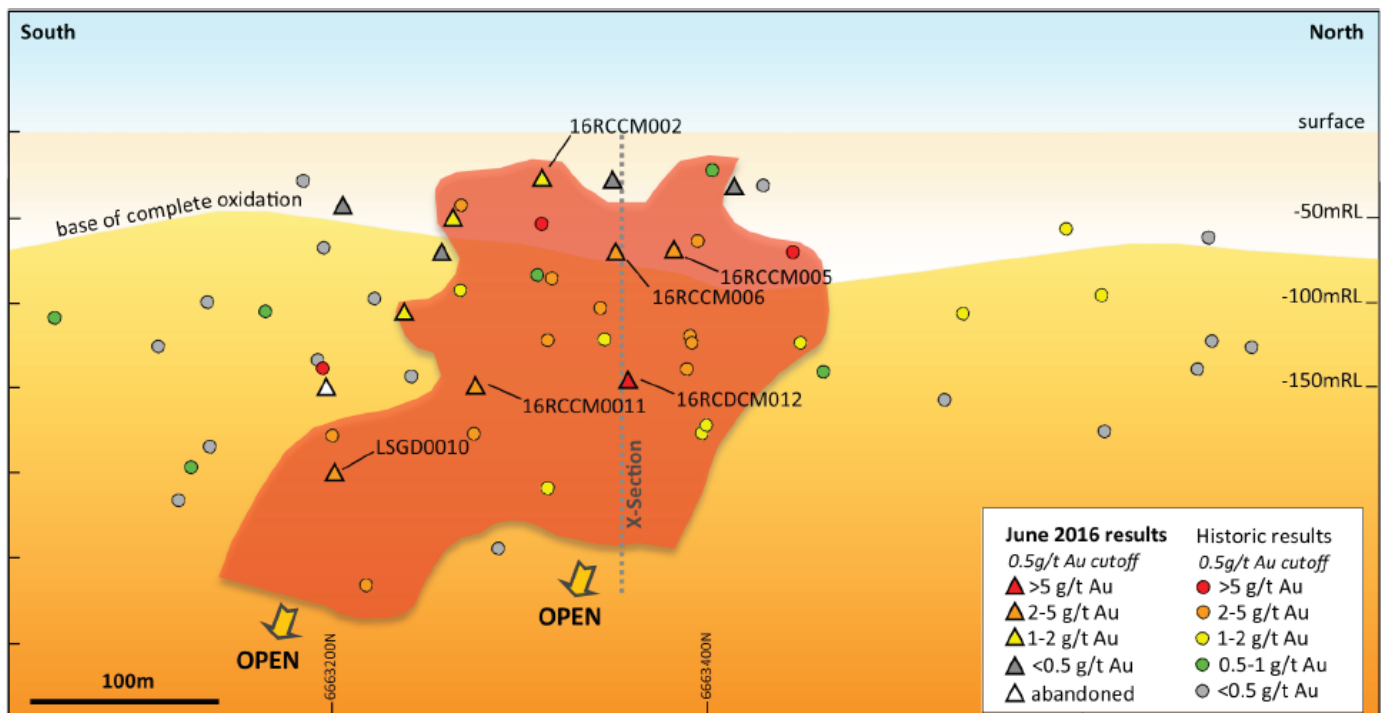 South
North
16RCCM002
surface
base of complete oxidation
-50mRL
16RCCM005
16RCCM006
-100mRL
-150mRL
16RCCM0011
16RCDCM012
LSGD0010
X-Section
OPEN
OPEN
100m
6663200N
6663400N
June 2016 results
0.5g/t Au cutoff
>5 g/t Au
2-5 g/t Au
1-2 g/t Au
<0.5 g/t Au
abandoned
Historic results
0.5g/t Au cutoff
>5 g/t Au
2-5 g/t Au
1-2 g/t Au
0.5-1 g/t Au
<0.5 g/t Au